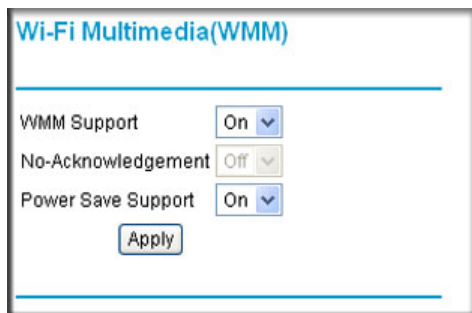 Wi-Fi Multimedia(WMM)
WMM Support On
No-Acknowledgement Off
Power Save Support On
Apply